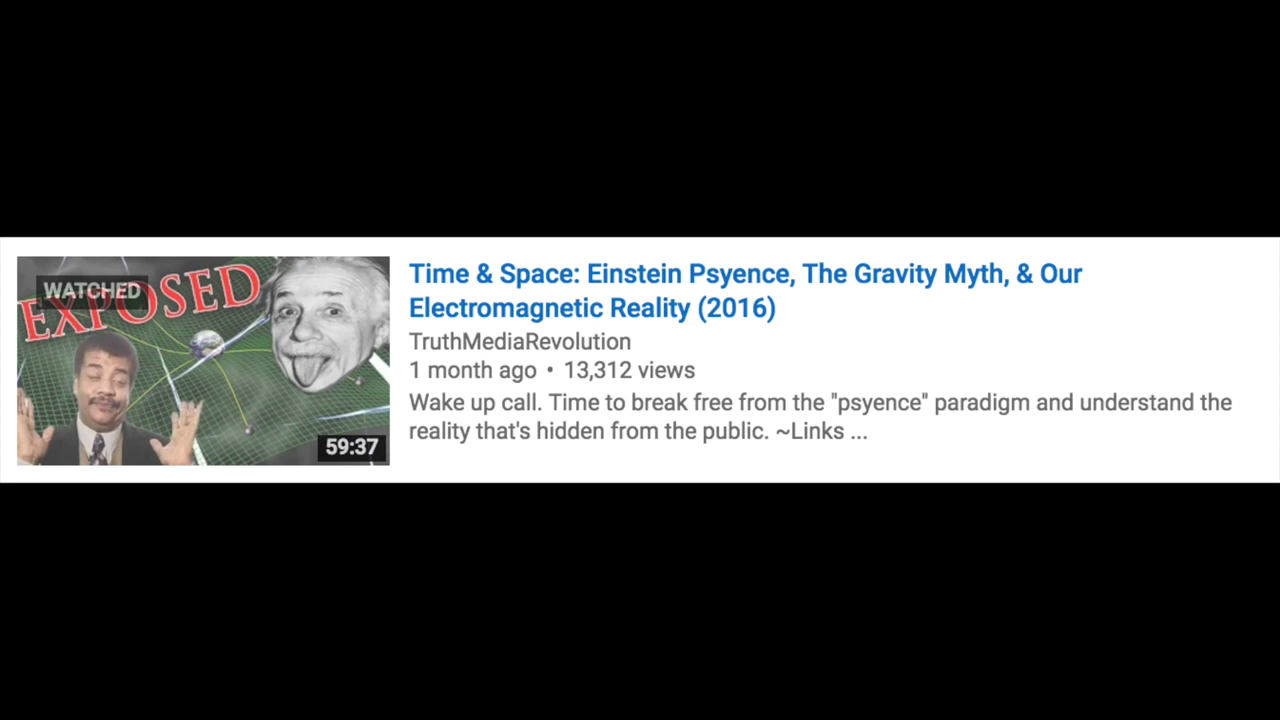 EXPOSED
WATCHED
59:37
Time & Space: Einstein Psyence, The Gravity Myth, & Our
Electromagnetic Reality (2016)
TruthMediaRevolution
1 month ago • 13,312 views
Wake up call. Time to break free from the "psyence" paradigm and understand the
reality that's hidden from the public. ~Links ...